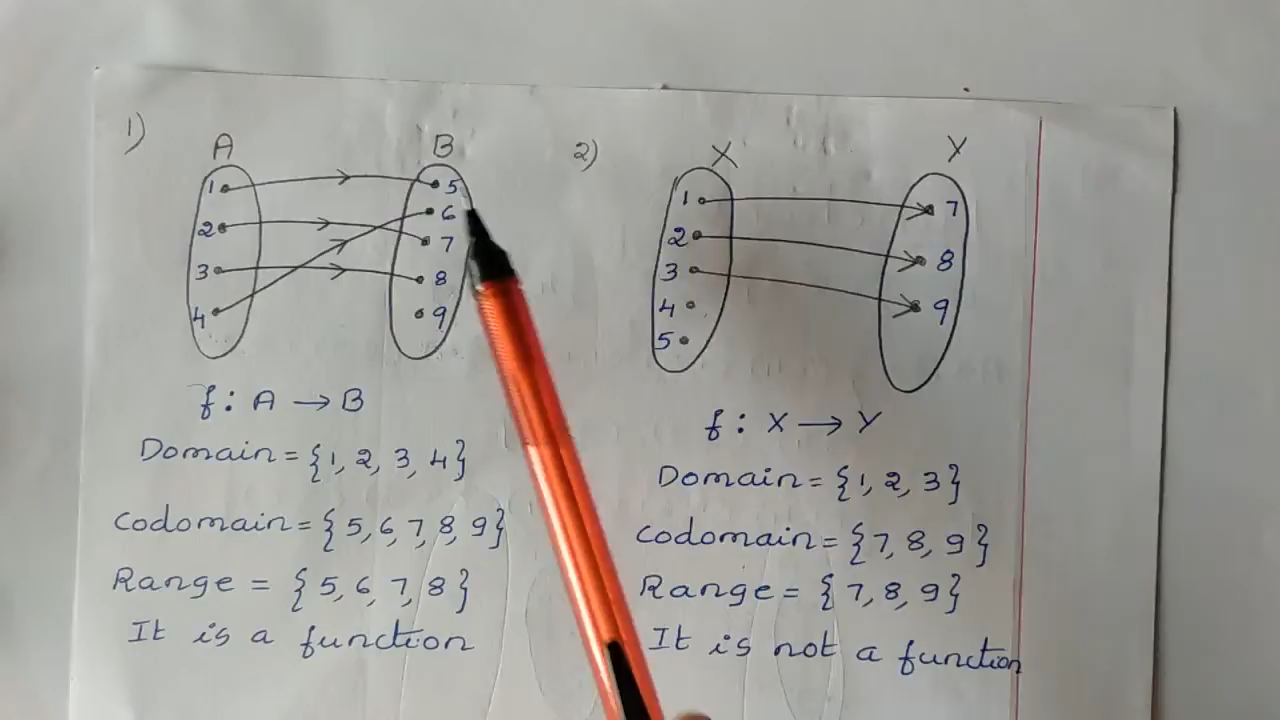 1)
A B
1 5
2 6
3 7
4 8
9
f : A → B
Domain = {1, 2, 3, 4}
Codomain = {5, 6, 7, 8, 9}
Range = {5, 6, 7, 8}
It is a function
2)
X Y
1 7
2 8
3 9
4
5
f : X → Y
Domain = {1, 2, 3}
Codomain = {7, 8, 9}
Range = {7, 8, 9}
It is not a function